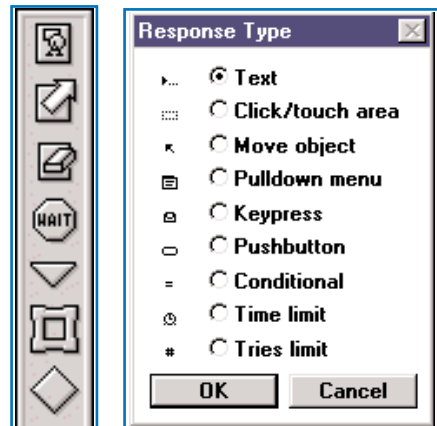 WAIT
Response Type
Text
Click/touch area
Move object
Pulldown menu
Keypress
Pushbutton
= Conditional
Time limit
# Tries limit
OK Cancel